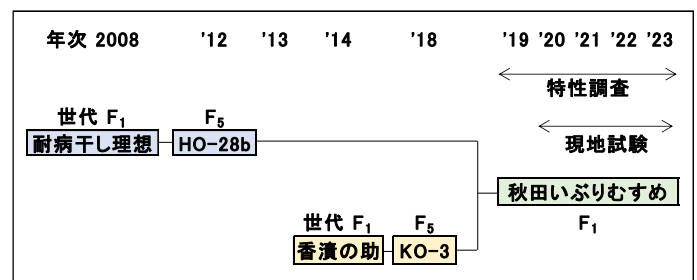 年次 2008 '12 '13 '14 '18 '19 '20 '21 '22 '23
特性調査
世代 F₁ F₅
耐病干し理想 HO-28b
現地試験
秋田いぶりむすめ
世代 F₁ F₅ F₁
香漬の助 KO-3